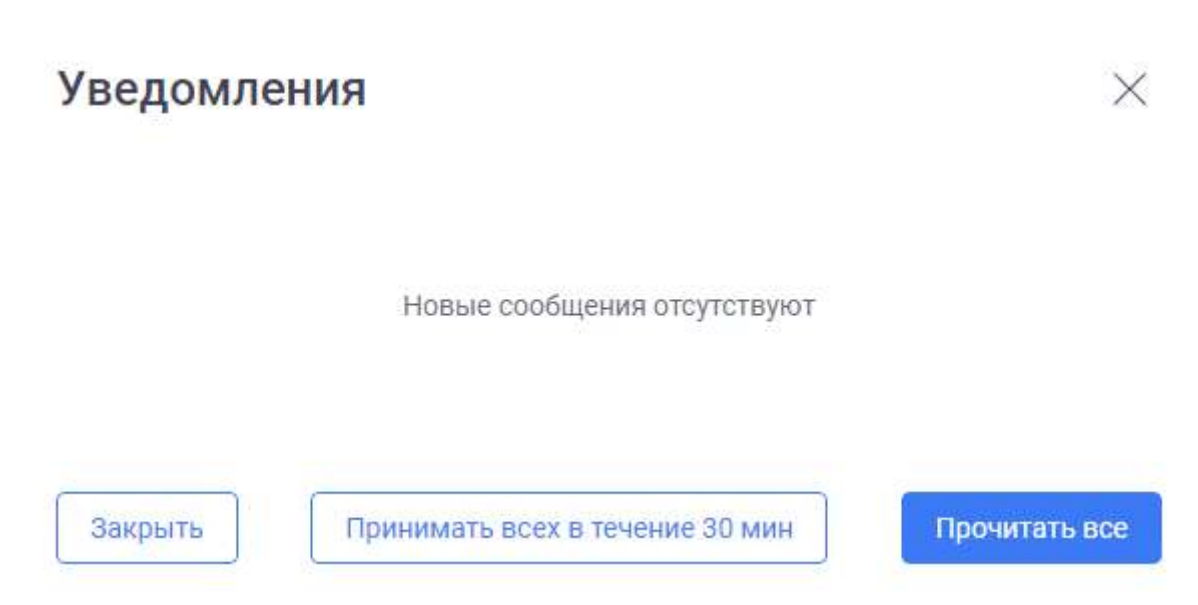 Уведомления
Новые сообщения отсутствуют
Закрыть
Принимать всех в течение 30 мин
Прочитать все